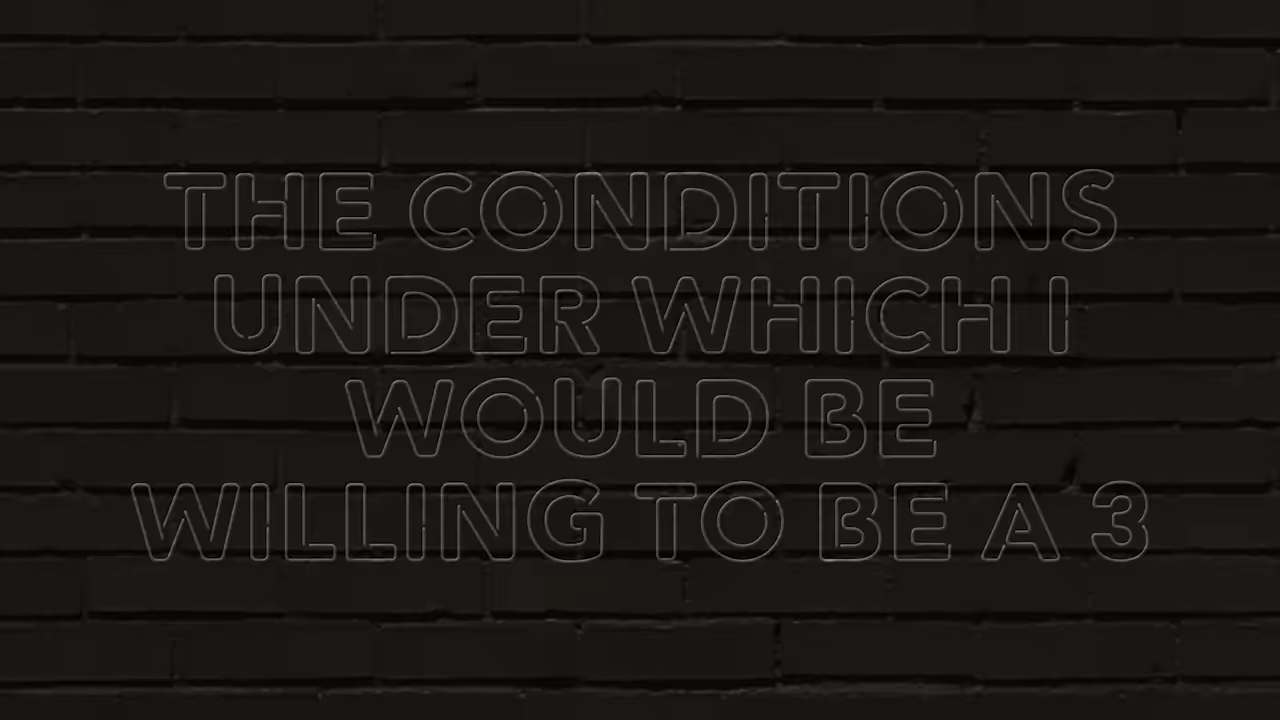 THE CONDITIONS
UNDER WHICH I
WOULD BE
WILLING TO BE A 3